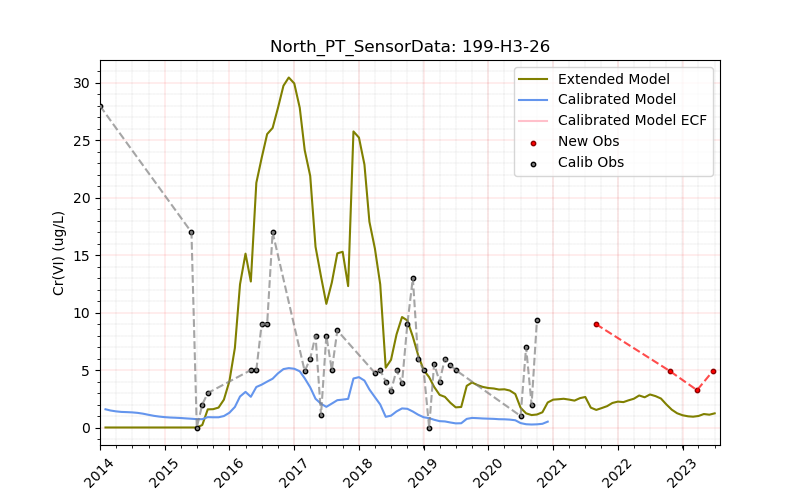 North_PT_SensorData: 199-H3-26
Extended Model
Calibrated Model
Calibrated Model ECF
New Obs
Calib Obs
Cr(VI) (ug/L)
30
25
20
15
10
5
0
2014 2015 2016 2017 2018 2019 2020 2021 2022 2023